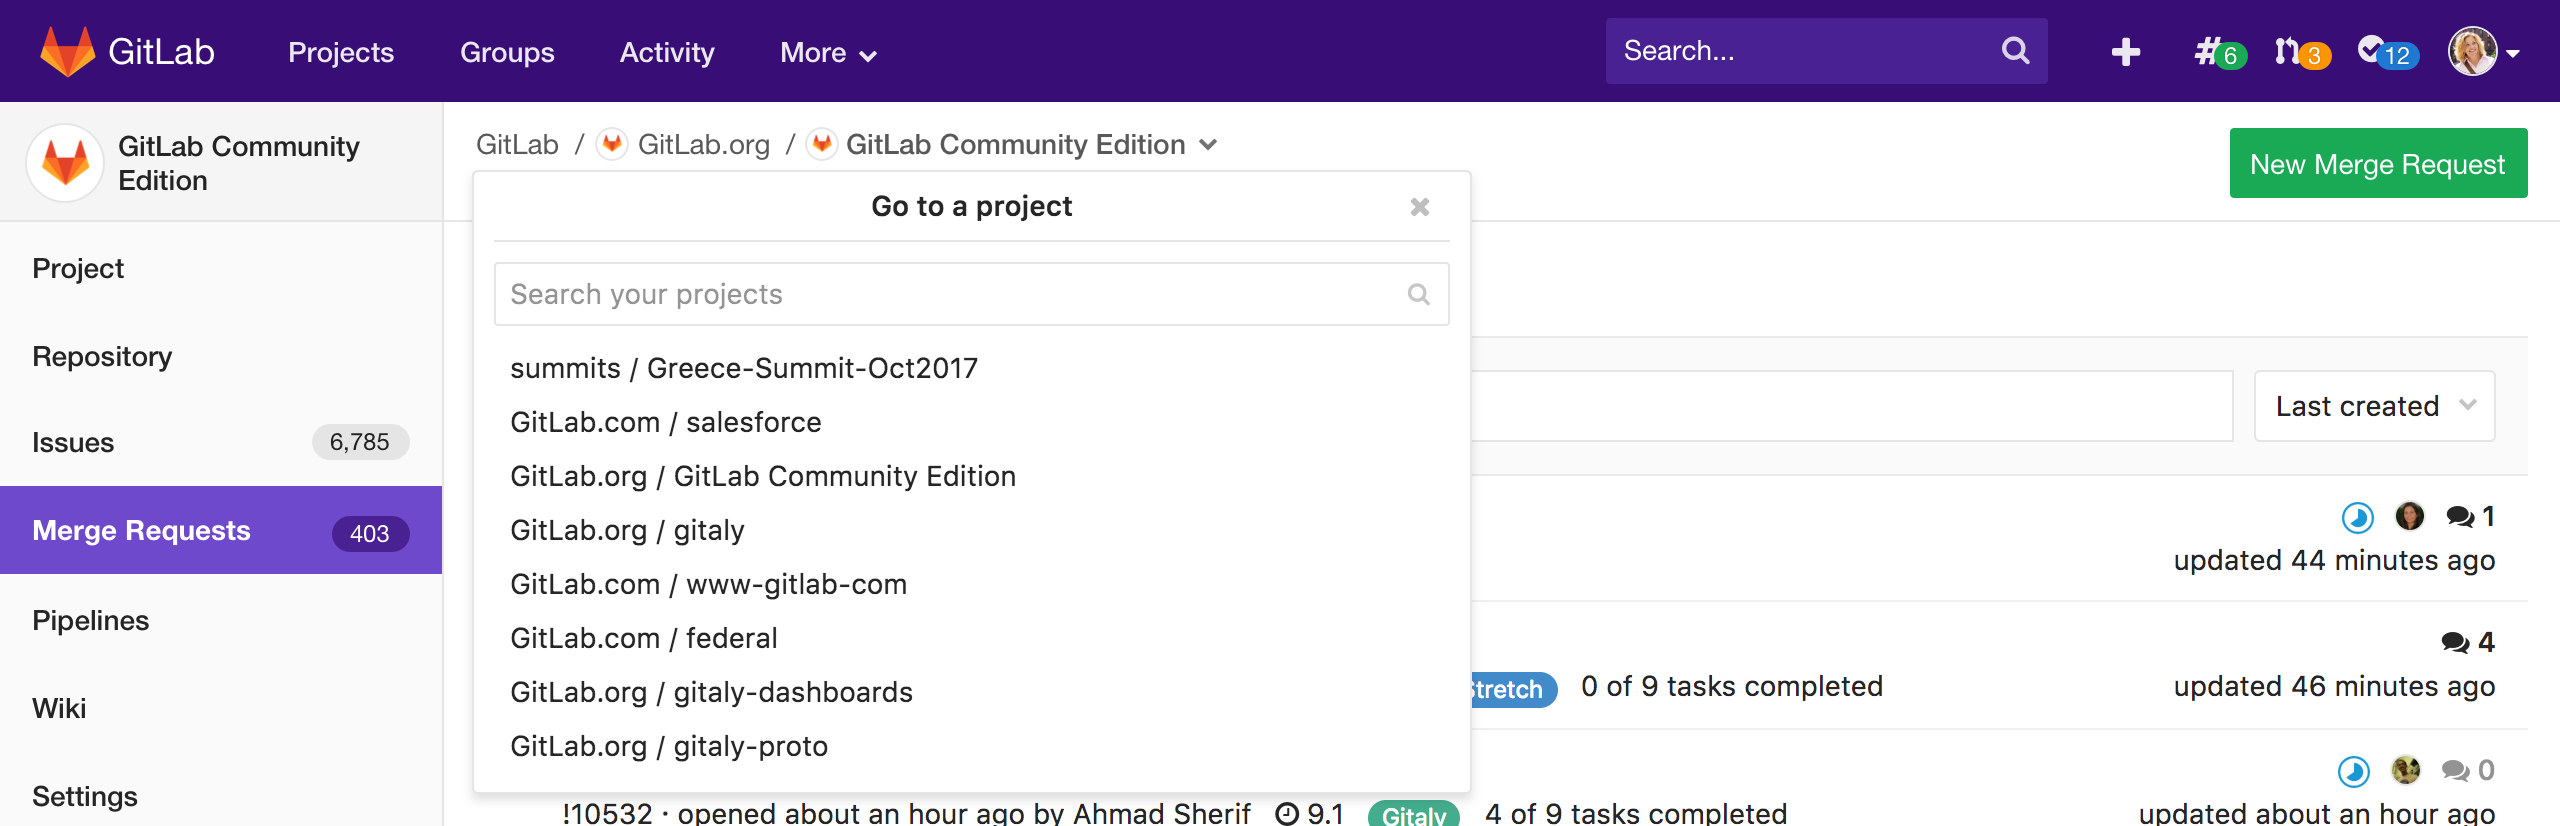 GitLab
Projects
Groups
Activity
More
Search...
6
3
12
GitLab Community
Edition
GitLab / GitLab.org / GitLab Community Edition
New Merge Request
Go to a project
Search your projects
summits / Greece-Summit-Oct2017
GitLab.com / salesforce
GitLab.org / GitLab Community Edition
GitLab.org / gitaly
GitLab.com / www-gitlab-com
GitLab.com / federal
GitLab.org / gitaly-dashboards
GitLab.org / gitaly-proto
Project
Repository
Issues 6,785
Merge Requests 403
Pipelines
Wiki
Settings
Last created
1
updated 44 minutes ago
4
Stretch 0 of 9 tasks completed
updated 46 minutes ago
0
!10532 · opened about an hour ago by Ahmad Sherif 9.1 Gitaly 4 of 9 tasks completed
updated about an hour ago